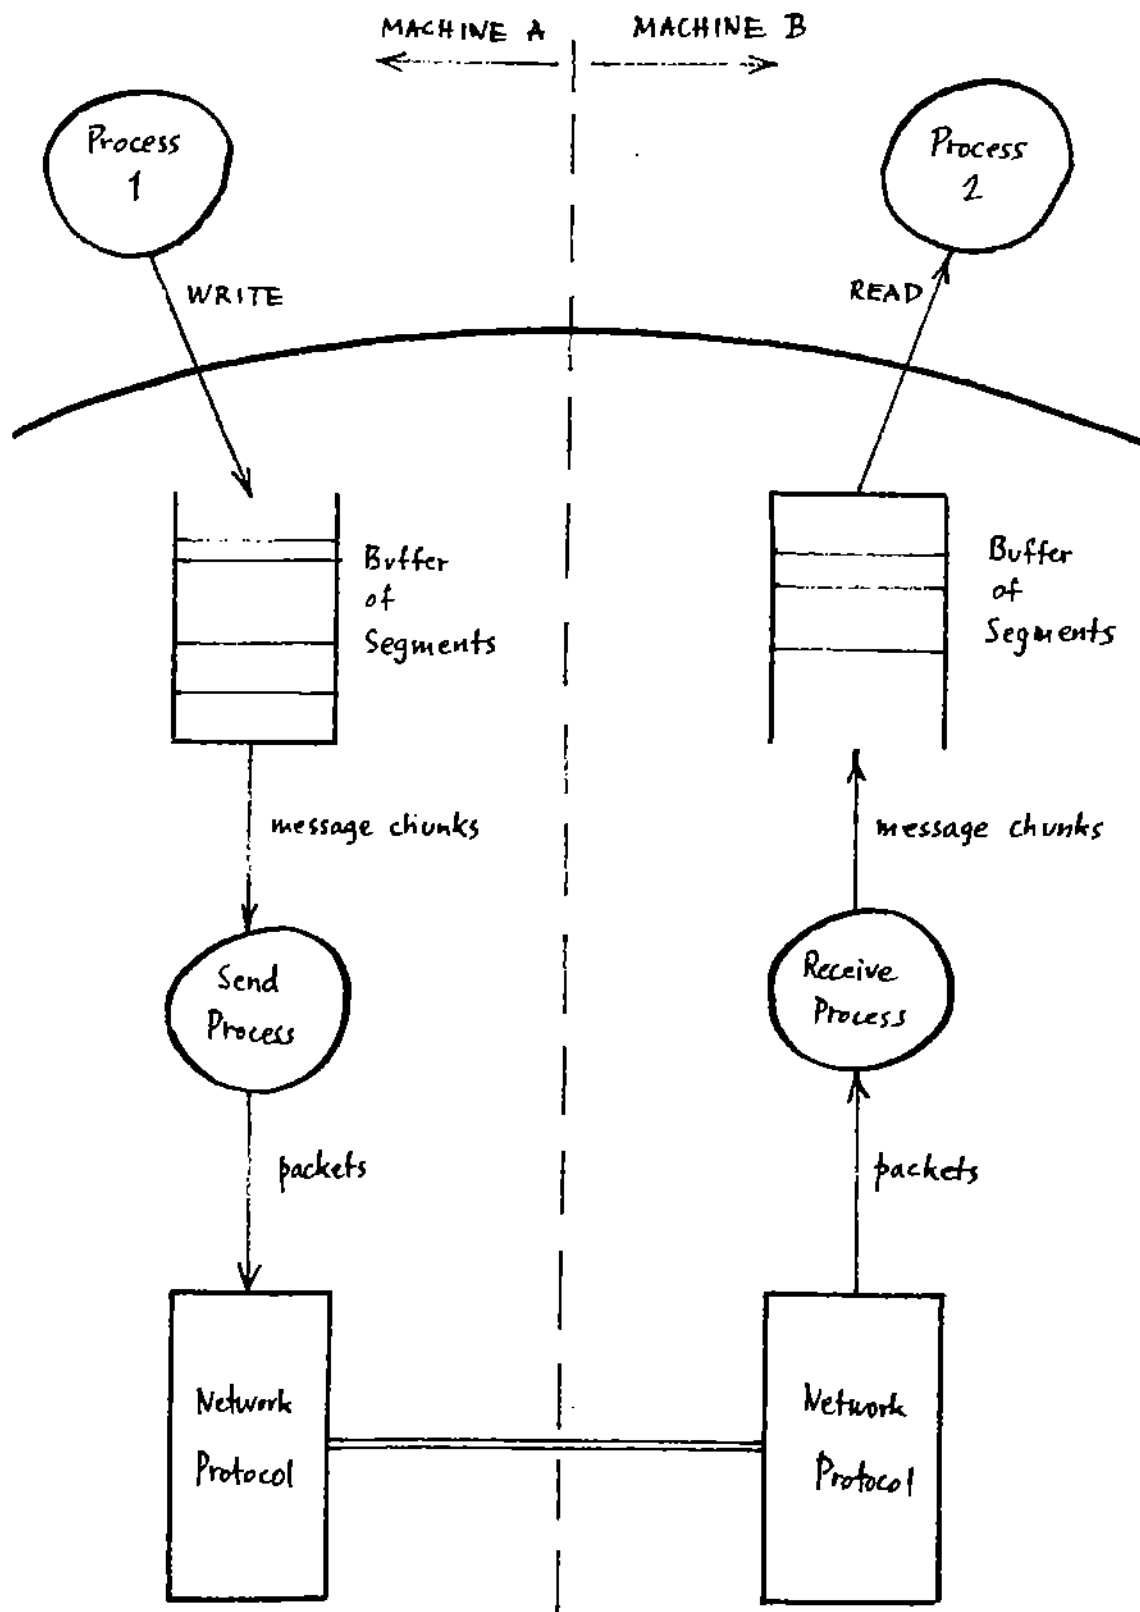 MACHINE A MACHINE B
Process
1
Process
2
WRITE
READ
Buffer
of
Segments
Buffer
of
Segments
message chunks
message chunks
Send
Process
Receive
Process
packets
packets
Network
Protocol
Network
Protocol